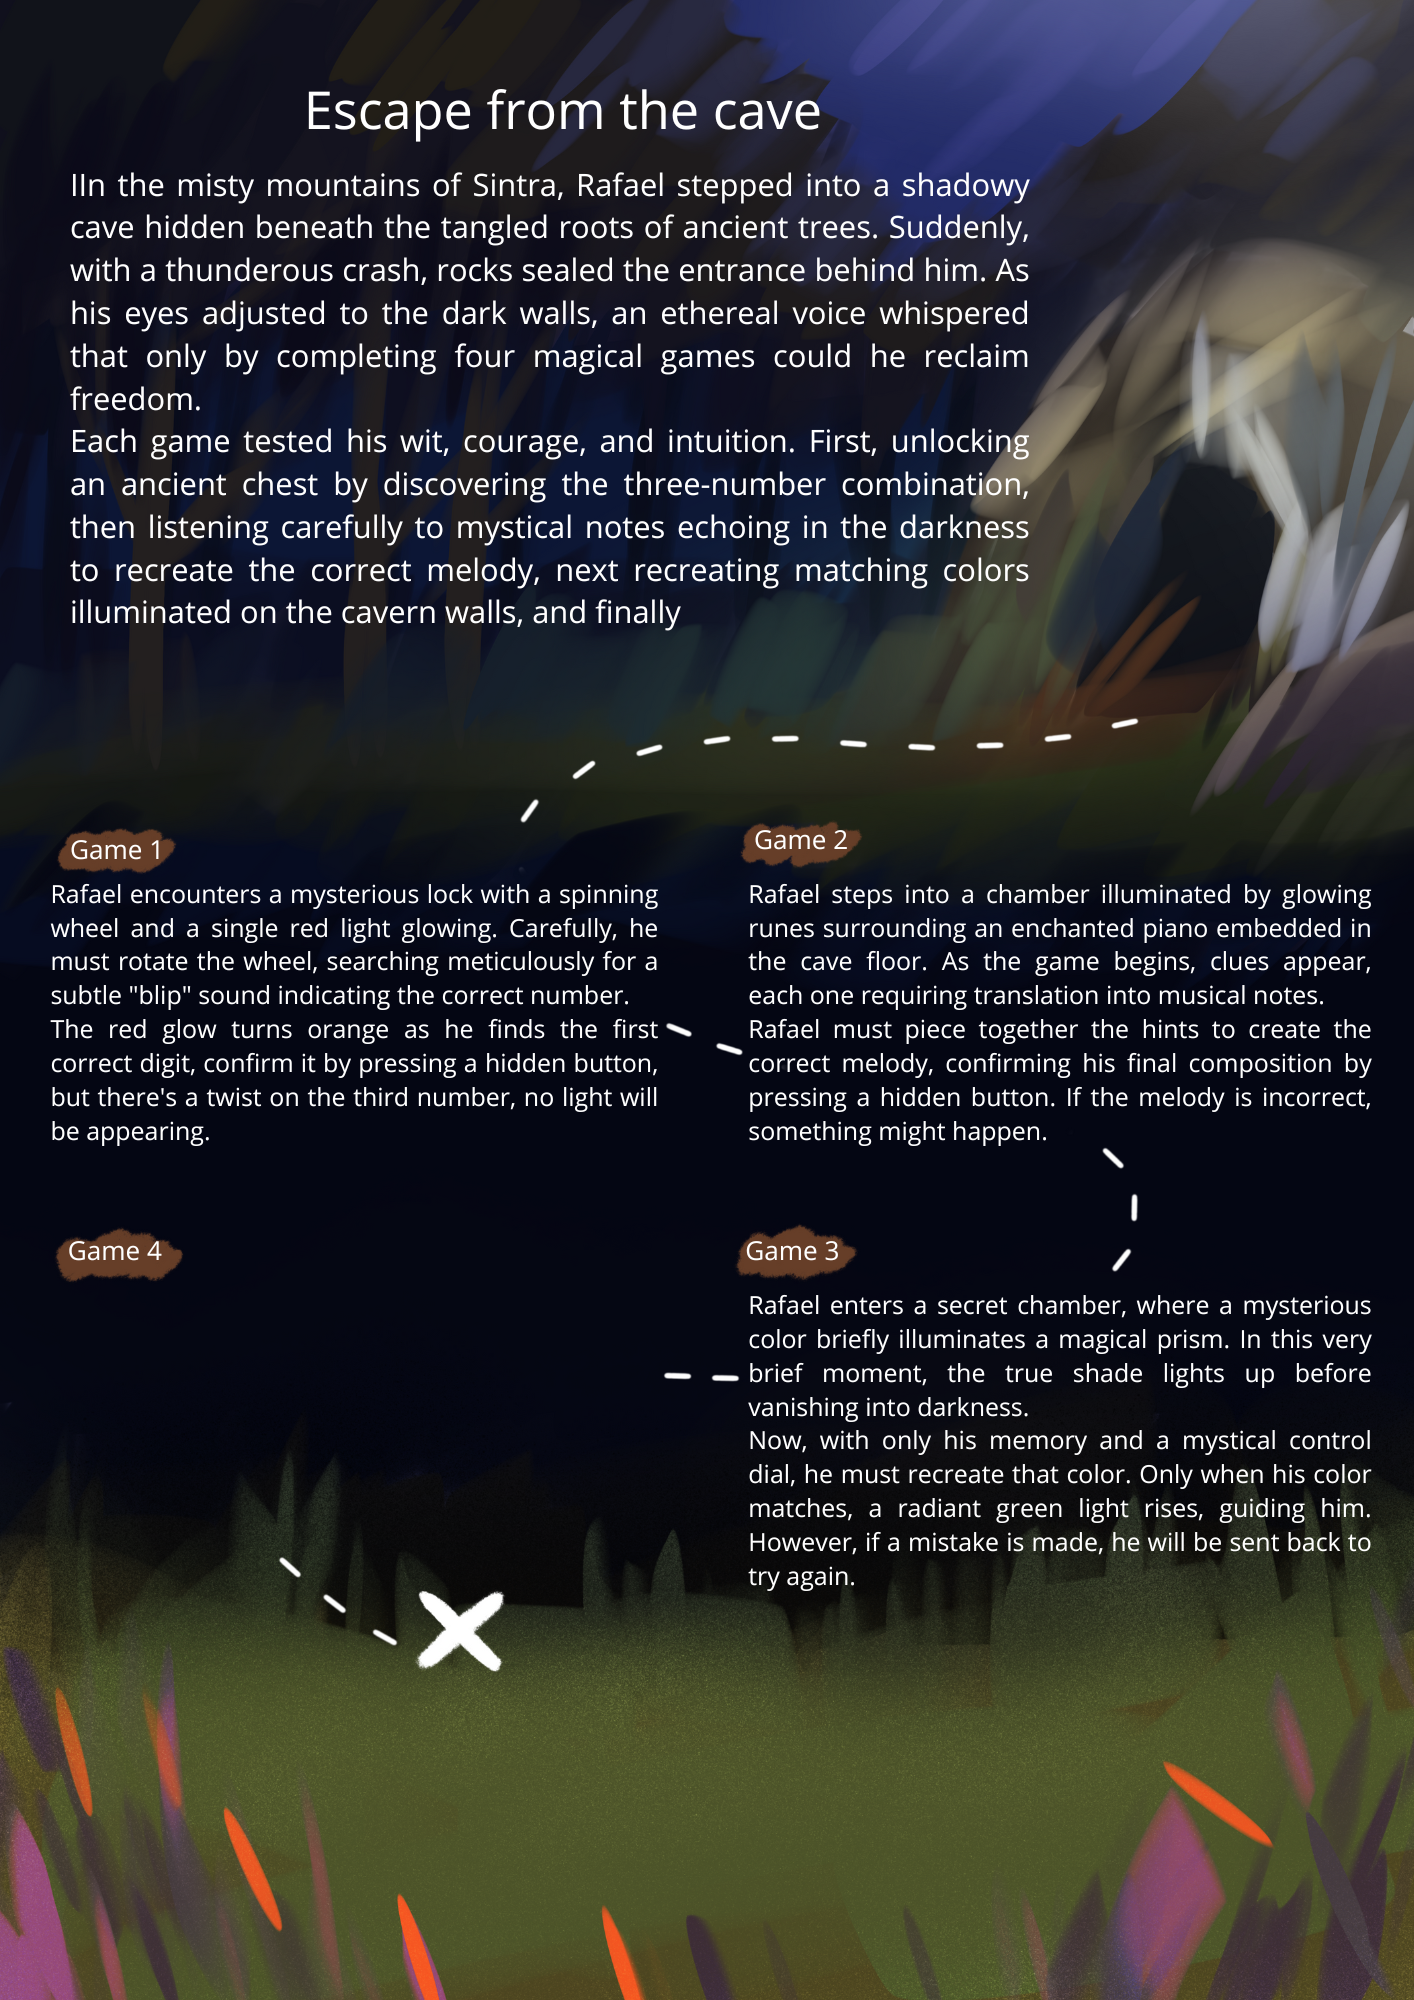 Escape from the cave
IIn the misty mountains of Sintra, Rafael stepped into a shadowy
cave hidden beneath the tangled roots of ancient trees. Suddenly,
with a thunderous crash, rocks sealed the entrance behind him. As
his eyes adjusted to the dark walls, an ethereal voice whispered
that only by completing four magical games could he reclaim
freedom.
Each game tested his wit, courage, and intuition. First, unlocking
an ancient chest by discovering the three-number combination,
then listening carefully to mystical notes echoing in the darkness
to recreate the correct melody, next recreating matching colors
illuminated on the cavern walls, and finally
Game 1
Rafael encounters a mysterious lock with a spinning
wheel and a single red light glowing. Carefully, he
must rotate the wheel, searching meticulously for a
subtle "blip" sound indicating the correct number.
The red glow turns orange as he finds the first
correct digit, confirm it by pressing a hidden button,
but there's a twist on the third number, no light will
be appearing.
Game 2
Rafael steps into a chamber illuminated by glowing
runes surrounding an enchanted piano embedded in
the cave floor. As the game begins, clues appear,
each one requiring translation into musical notes.
Rafael must piece together the hints to create the
correct melody, confirming his final composition by
pressing a hidden button. If the melody is incorrect,
something might happen.
Game 3
Rafael enters a secret chamber, where a mysterious
color briefly illuminates a magical prism. In this very
brief moment, the true shade lights up before
vanishing into darkness.
Now, with only his memory and a mystical control
dial, he must recreate that color. Only when his color
matches, a radiant green light rises, guiding him.
However, if a mistake is made, he will be sent back to
try again.
Game 4